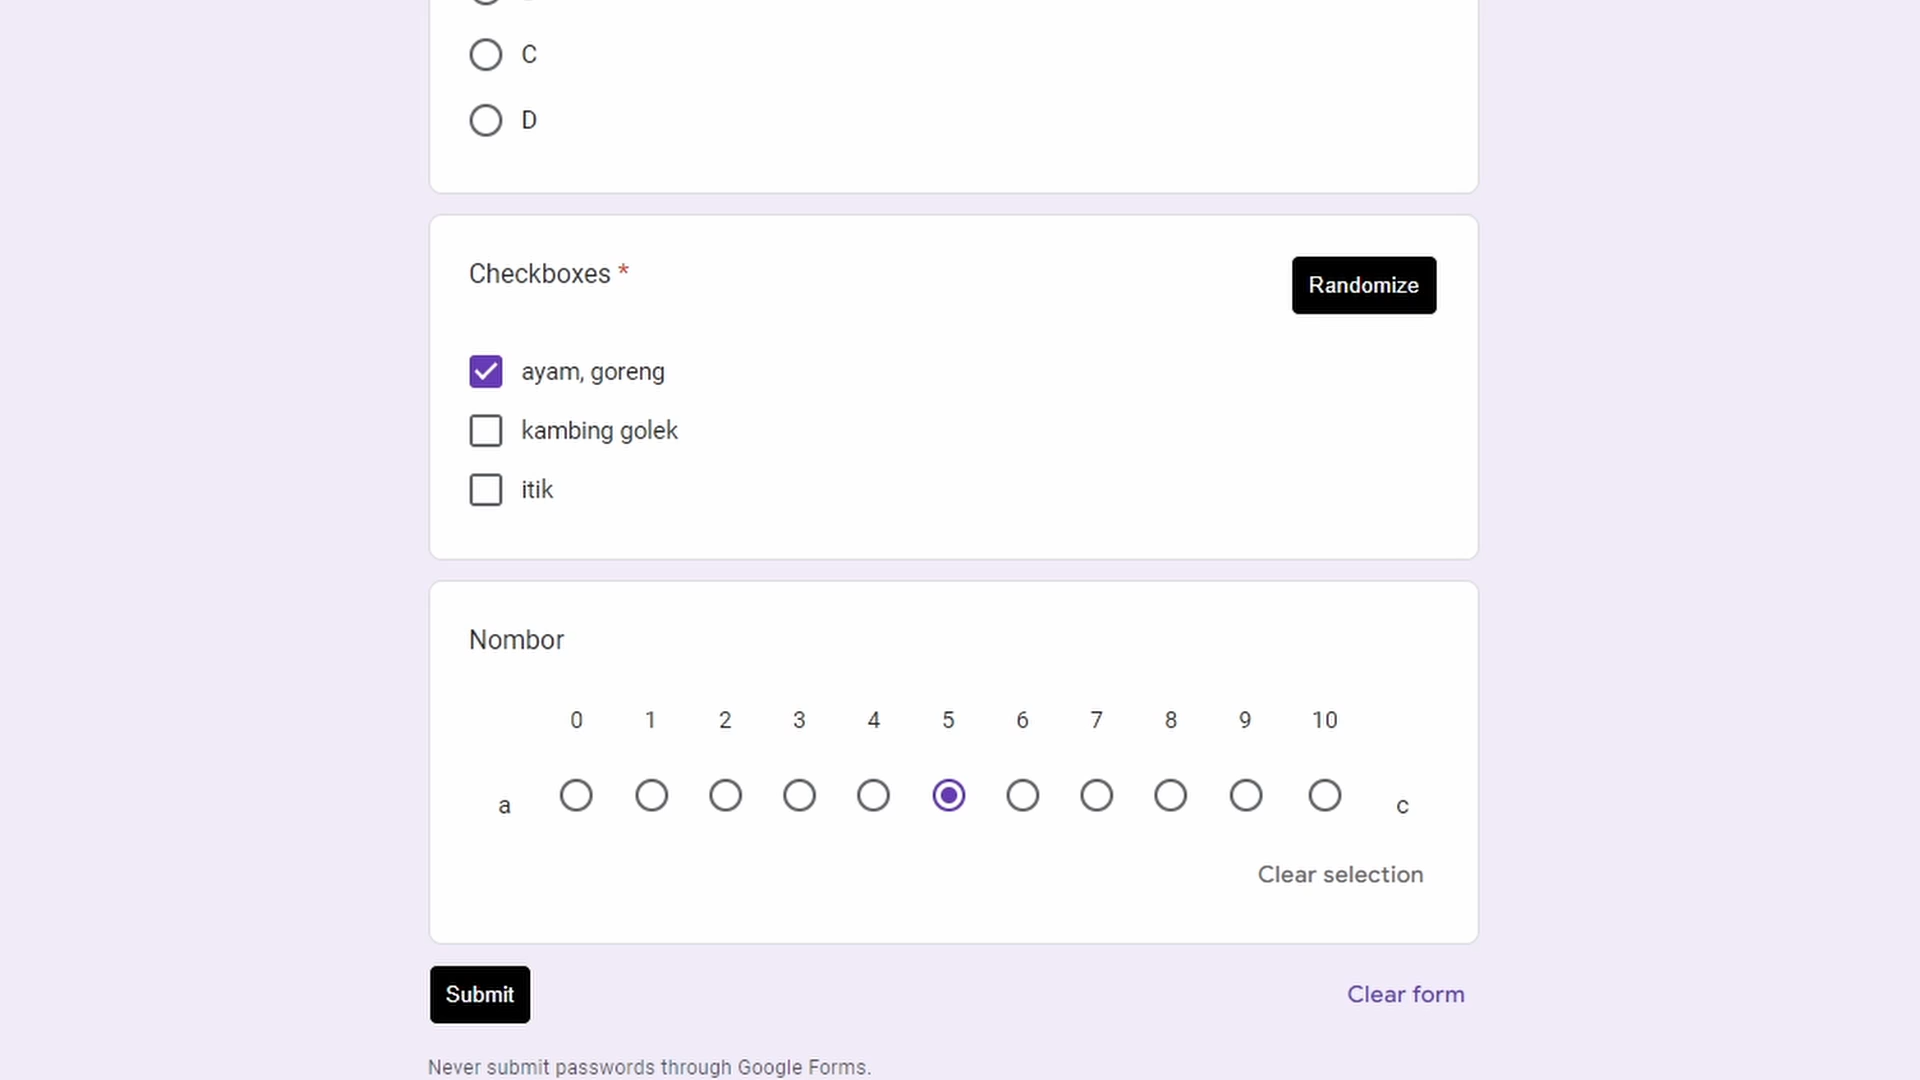 C
D
Checkboxes *
Randomize
ayam, goreng
kambing golek
itik
Nombor
0 1 2 3 4 5 6 7 8 9 10
a c
Clear selection
Submit
Clear form
Never submit passwords through Google Forms.